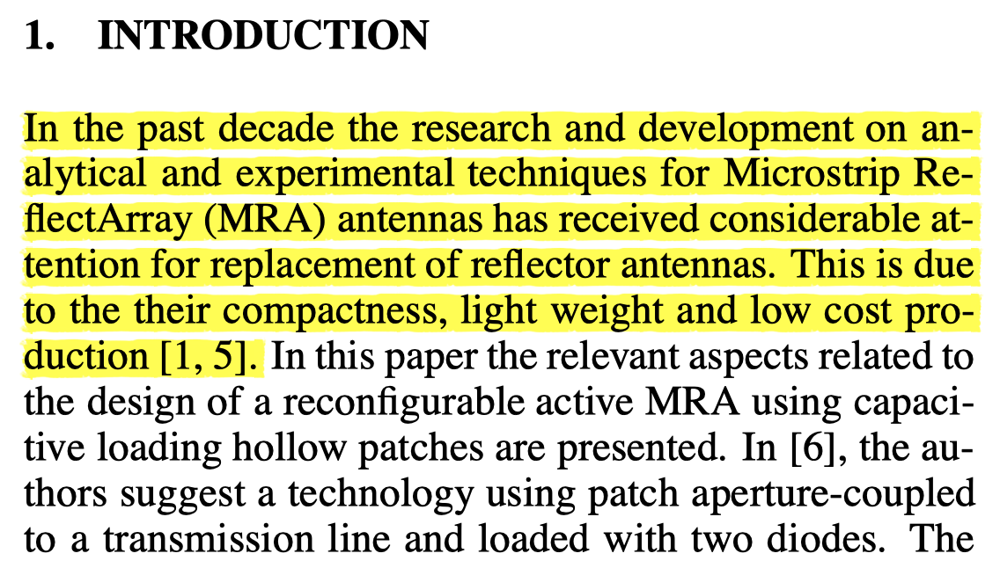 1. INTRODUCTION
In the past decade the research and development on an-
alytical and experimental techniques for Microstrip Re-
flectArray (MRA) antennas has received considerable at-
tention for replacement of reflector antennas. This is due
to the their compactness, light weight and low cost pro-
duction [1, 5]. In this paper the relevant aspects related to
the design of a reconfigurable active MRA using capaci-
tive loading hollow patches are presented. In [6], the au-
thors suggest a technology using patch aperture-coupled
to a transmission line and loaded with two diodes. The